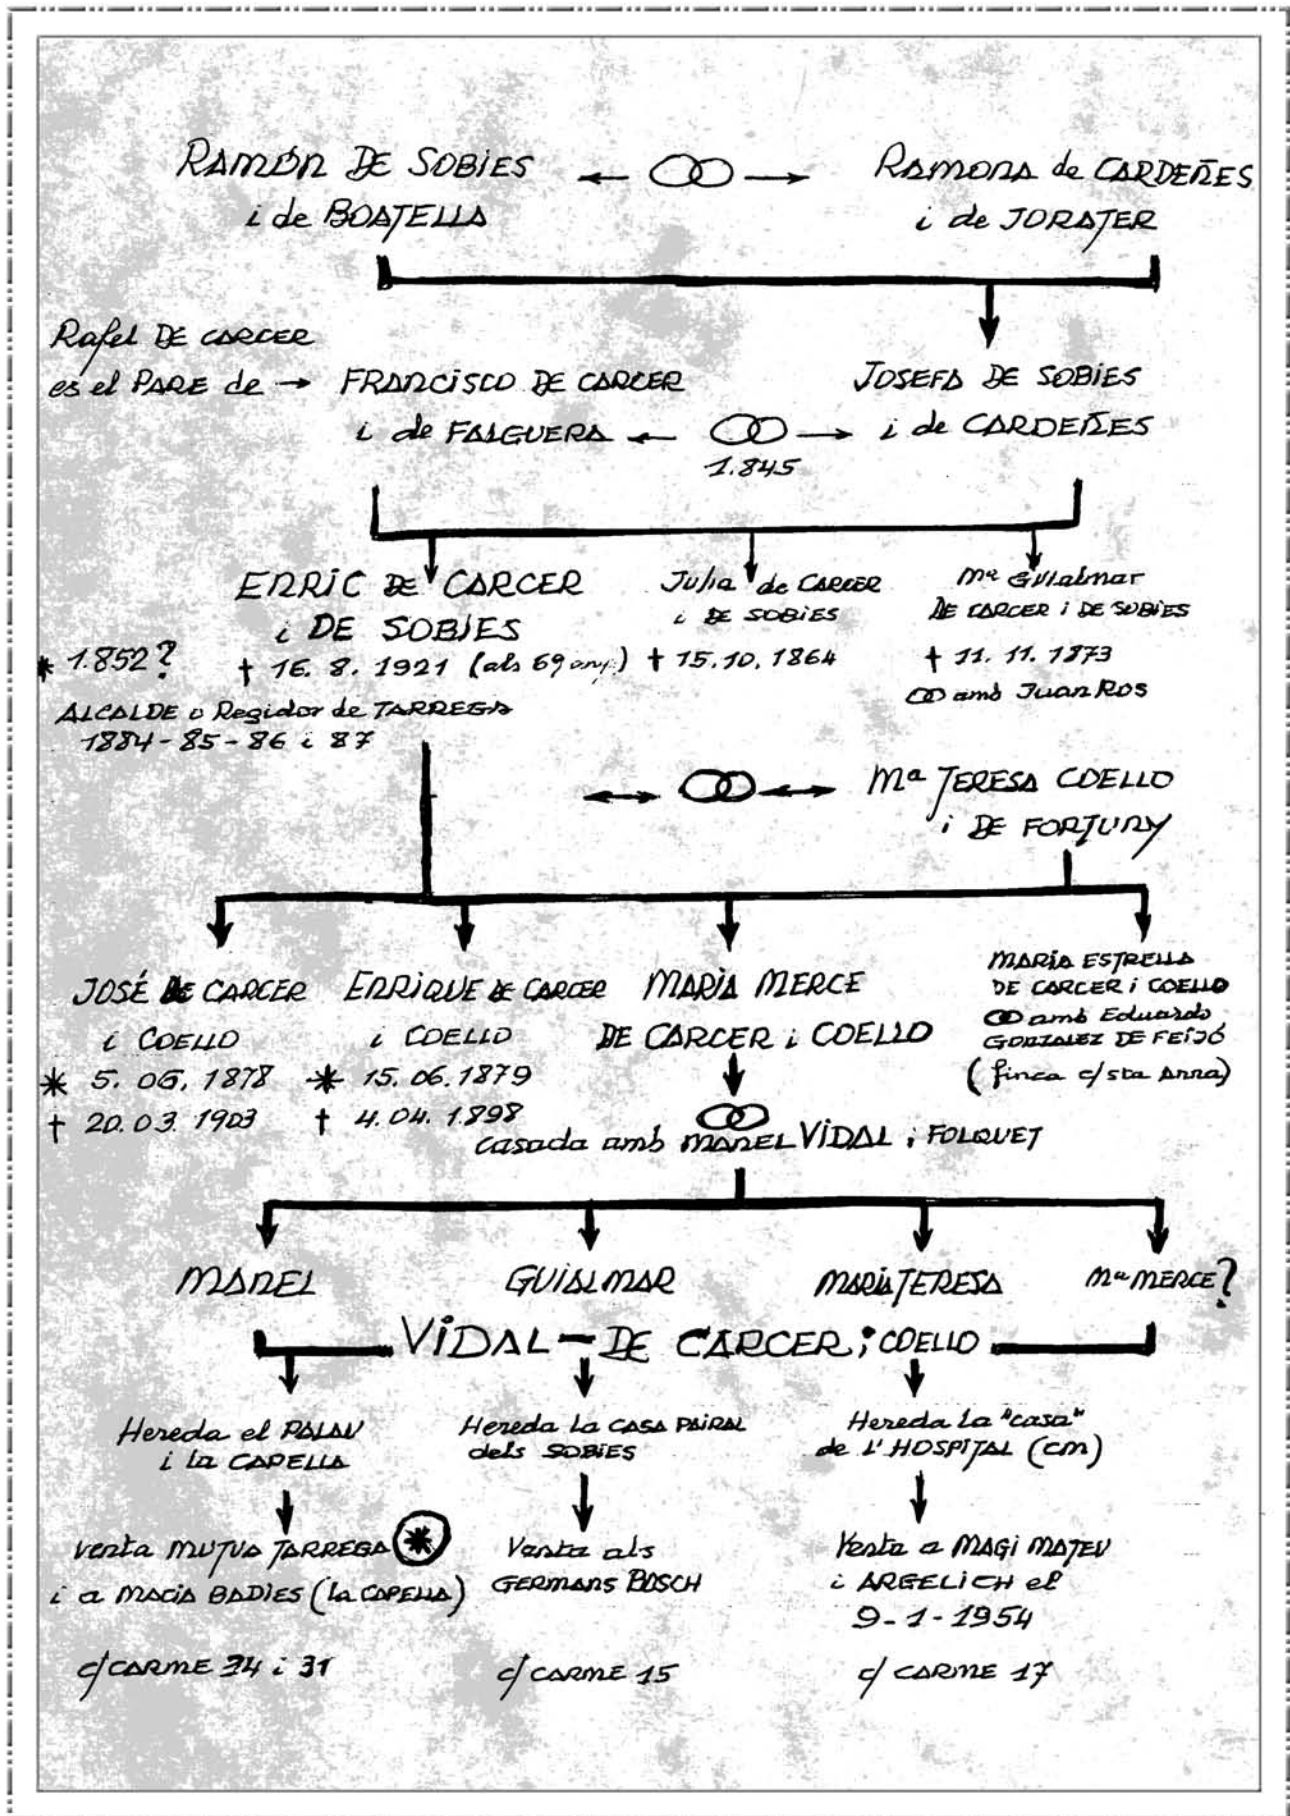 RAMÓN DE SOBIES
i de BOATELLA
RAMONA de CARDEÑES
i de JORATER
Rafel DE CARCER
es el PARE de →
FRANCISCO DE CARCER
i de FALGUERA
1.845
JOSEFA DE SOBIES
i de CARDEÑES
ENRIC DE CARCER
i DE SOBIES
* 1.852?
† 16. 8. 1921 (als 69 any.)
ALCALDE o Regidor de TARREGA
1884-85-86 i 87
Julia de CARCER
i DE SOBIES
† 15.10.1864
Mª GUIALMAR
DE CARCER i DE SOBIES
† 11. 11. 1873
amb Juan Ros
Mª TERESA COELLO
i DE FORTUNY
JOSÉ DE CARCER
i COELLO
* 5. 06. 1878
† 20.03.1903
ENRIQUE DE CARCER
i COELLO
* 15.06.1879
† 4.04.1898
MARIA MERCE
DE CARCER i COELLO
casada amb MANEL VIDAL i FOLQUET
MARÍA ESTRELLA
DE CARCER i COELLO
amb Eduardo
GONZALEZ DE FEIJÓ
(finca c/sta Anna)
MANEL
GUIALMAR
MARÍA TERESA
Mª MERCE?
VIDAL - DE CARCER i COELLO
Hereda el PALAU
i la CAPELLA
Venta MUTUA TARREGA *
i a MACIA BADIES (la CAPELLA)
c/ CARME 24 i 31
Hereda la CASA PAIRAL
dels SOBIES
Venta als
GERMANS BOSCH
c/ CARME 15
Hereda la "casa"
de L'HOSPITAL (cm)
Venta a MAGI MATEU
i ARGELICH el
9-1-1954
c/ CARME 17